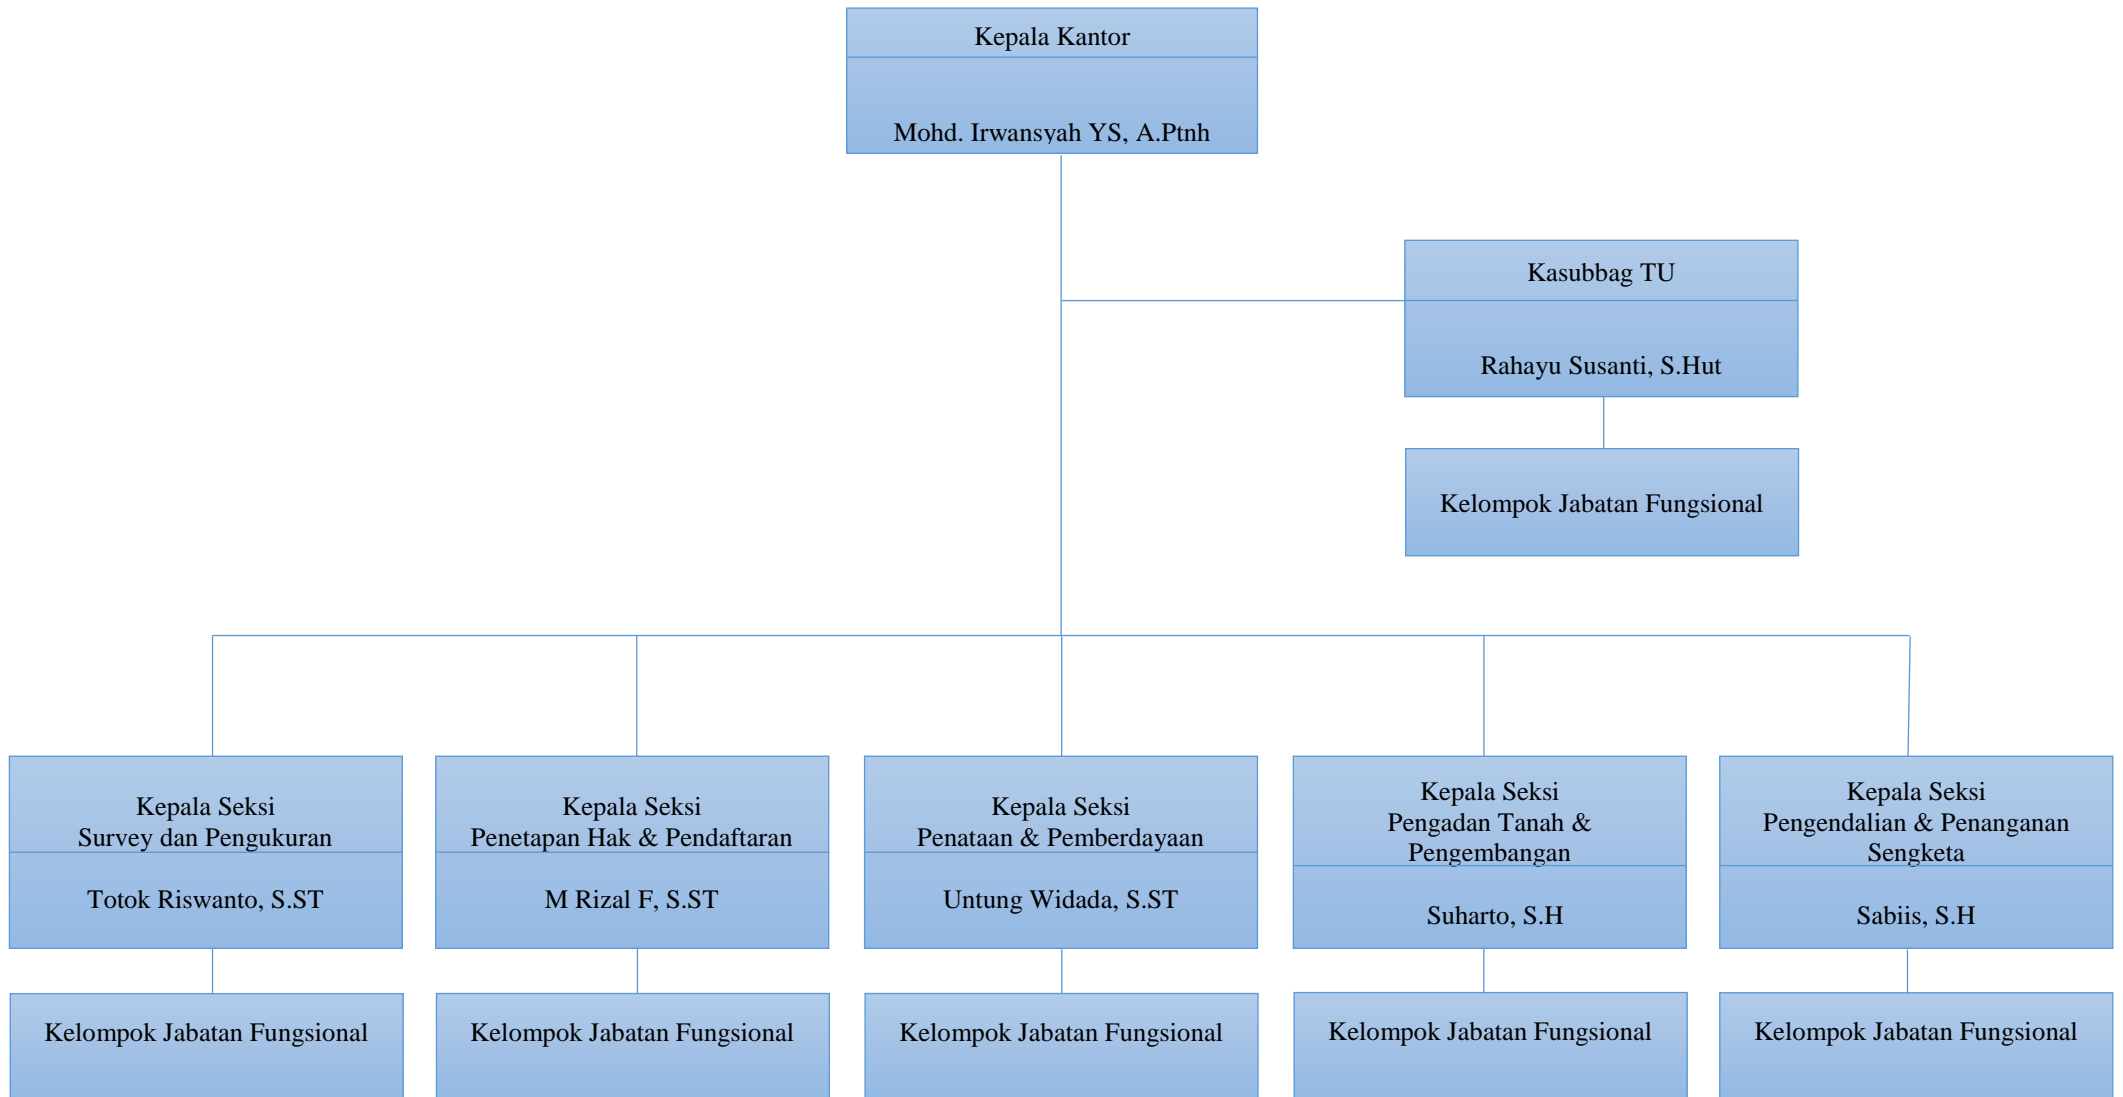 Kepala Kantor
Mohd. Irwansyah YS, A.Ptnh
Kasubbag TU
Rahayu Susanti, S.Hut
Kelompok Jabatan Fungsional
Kepala Seksi
Survey dan Pengukuran
Totok Riswanto, S.ST
Kelompok Jabatan Fungsional
Kepala Seksi
Penetapan Hak & Pendaftaran
M Rizal F, S.ST
Kelompok Jabatan Fungsional
Kepala Seksi
Penataan & Pemberdayaan
Untung Widada, S.ST
Kelompok Jabatan Fungsional
Kepala Seksi
Pengadan Tanah &
Pengembangan
Suharto, S.H
Kelompok Jabatan Fungsional
Kepala Seksi
Pengendalian & Penanganan
Sengketa
Sabiis, S.H
Kelompok Jabatan Fungsional